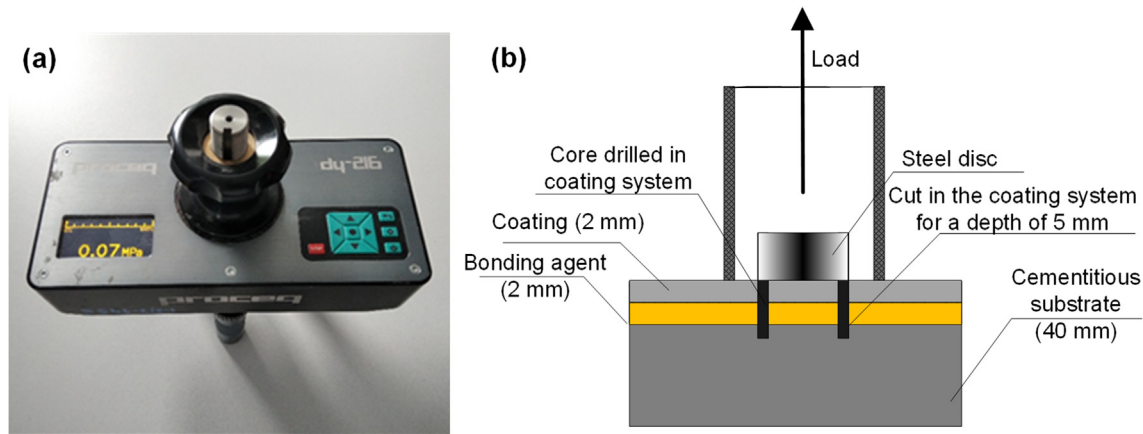 (a)
proceq
dy-216
0.07MPa
STOP
proceq
(b)
Load
Core drilled in
coating system
Coating (2 mm)
Bonding agent
(2 mm)
Steel disc
Cut in the coating system
for a depth of 5 mm
Cementitious
substrate
(40 mm)